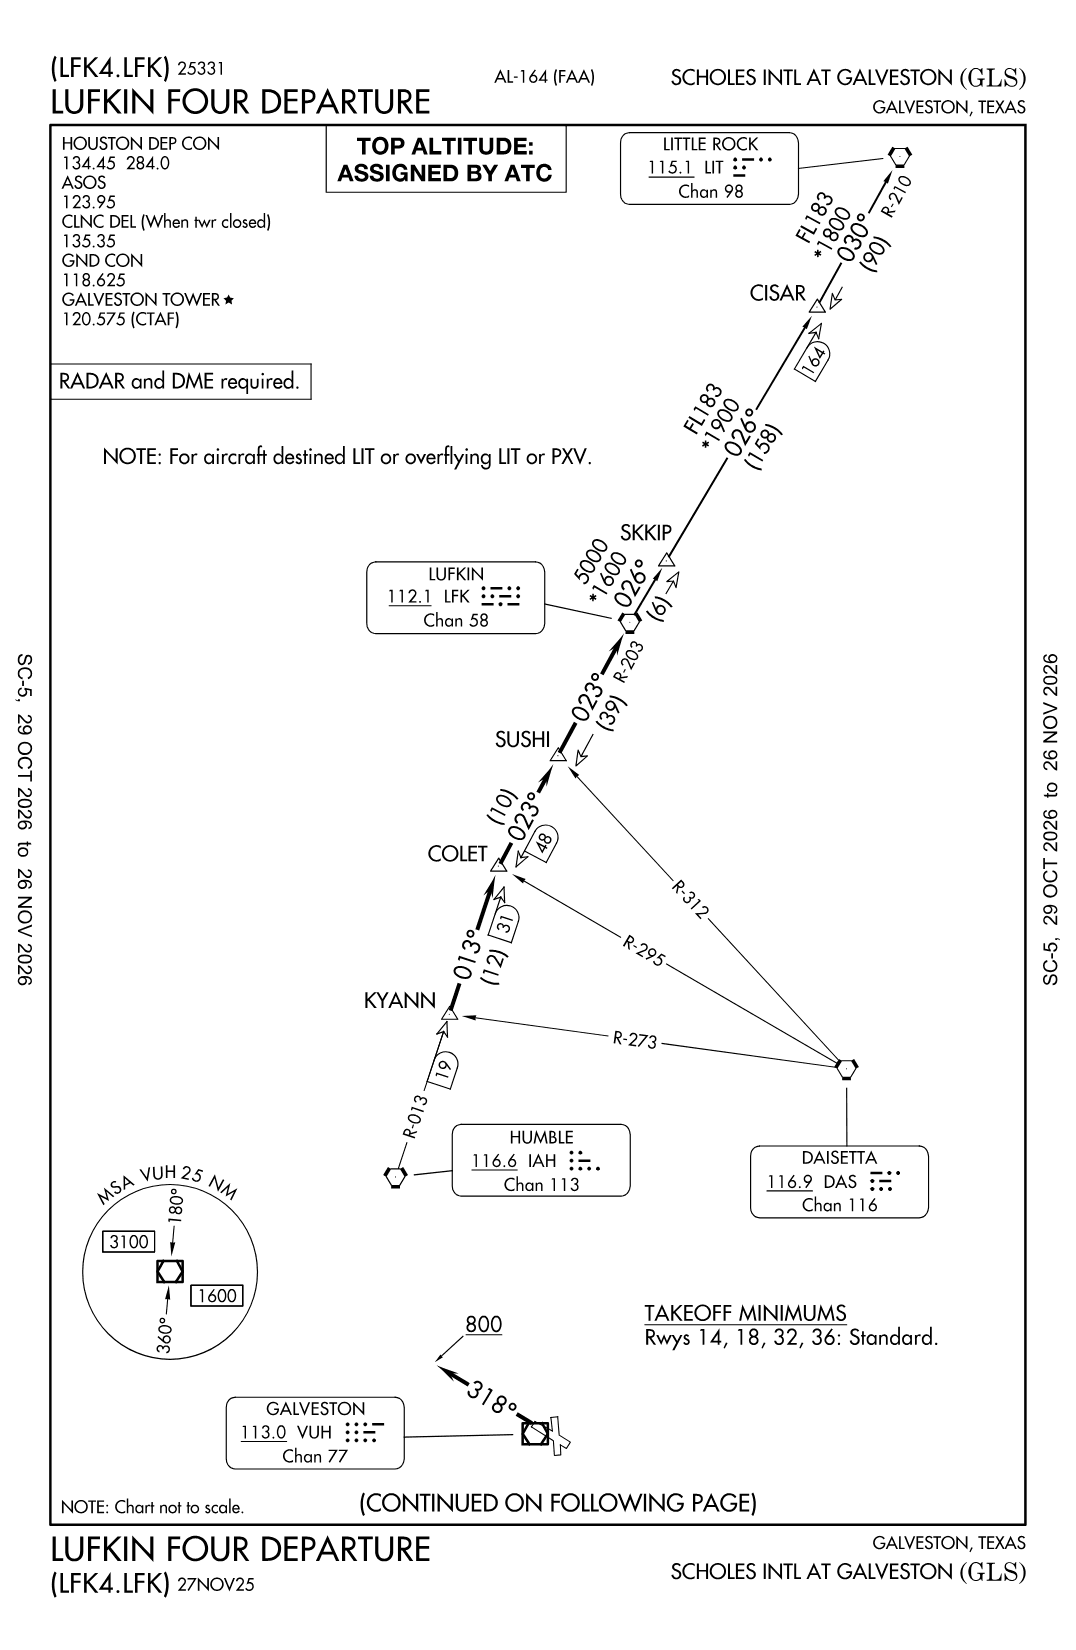 (LFK4.LFK) 25331
AL-164 (FAA)
SCHOLES INTL AT GALVESTON (GLS)
LUFKIN FOUR DEPARTURE
GALVESTON, TEXAS
HOUSTON DEP CON
134.45 284.0
ASOS
123.95
CLNC DEL (When twr closed)
135.35
GND CON
118.625
GALVESTON TOWER ★
120.575 (CTAF)
TOP ALTITUDE:
ASSIGNED BY ATC
LITTLE ROCK
115.1 LIT
Chan 98
R-210
FL183
*1800
030°
(90)
CISAR
164
RADAR and DME required.
FL183
*1900
026°
(158)
NOTE: For aircraft destined LIT or overflying LIT or PXV.
SKKIP
5000
*1600
026°
(6)
LUFKIN
112.1 LFK
Chan 58
R-203
023°
(39)
SUSHI
(10)
023°
48
COLET
R-312
R-295
31
013°
(12)
KYANN
R-273
19
R-013
HUMBLE
116.6 IAH
Chan 113
DAISETTA
116.9 DAS
Chan 116
MSA VUH 25 NM
180°
3100
1600
360°
TAKEOFF MINIMUMS
Rwys 14, 18, 32, 36: Standard.
800
318°
GALVESTON
113.0 VUH
Chan 77
NOTE: Chart not to scale.
(CONTINUED ON FOLLOWING PAGE)
SC-5, 29 OCT 2026 to 26 NOV 2026
SC-5, 29 OCT 2026 to 26 NOV 2026
LUFKIN FOUR DEPARTURE
GALVESTON, TEXAS
(LFK4.LFK) 27NOV25
SCHOLES INTL AT GALVESTON (GLS)